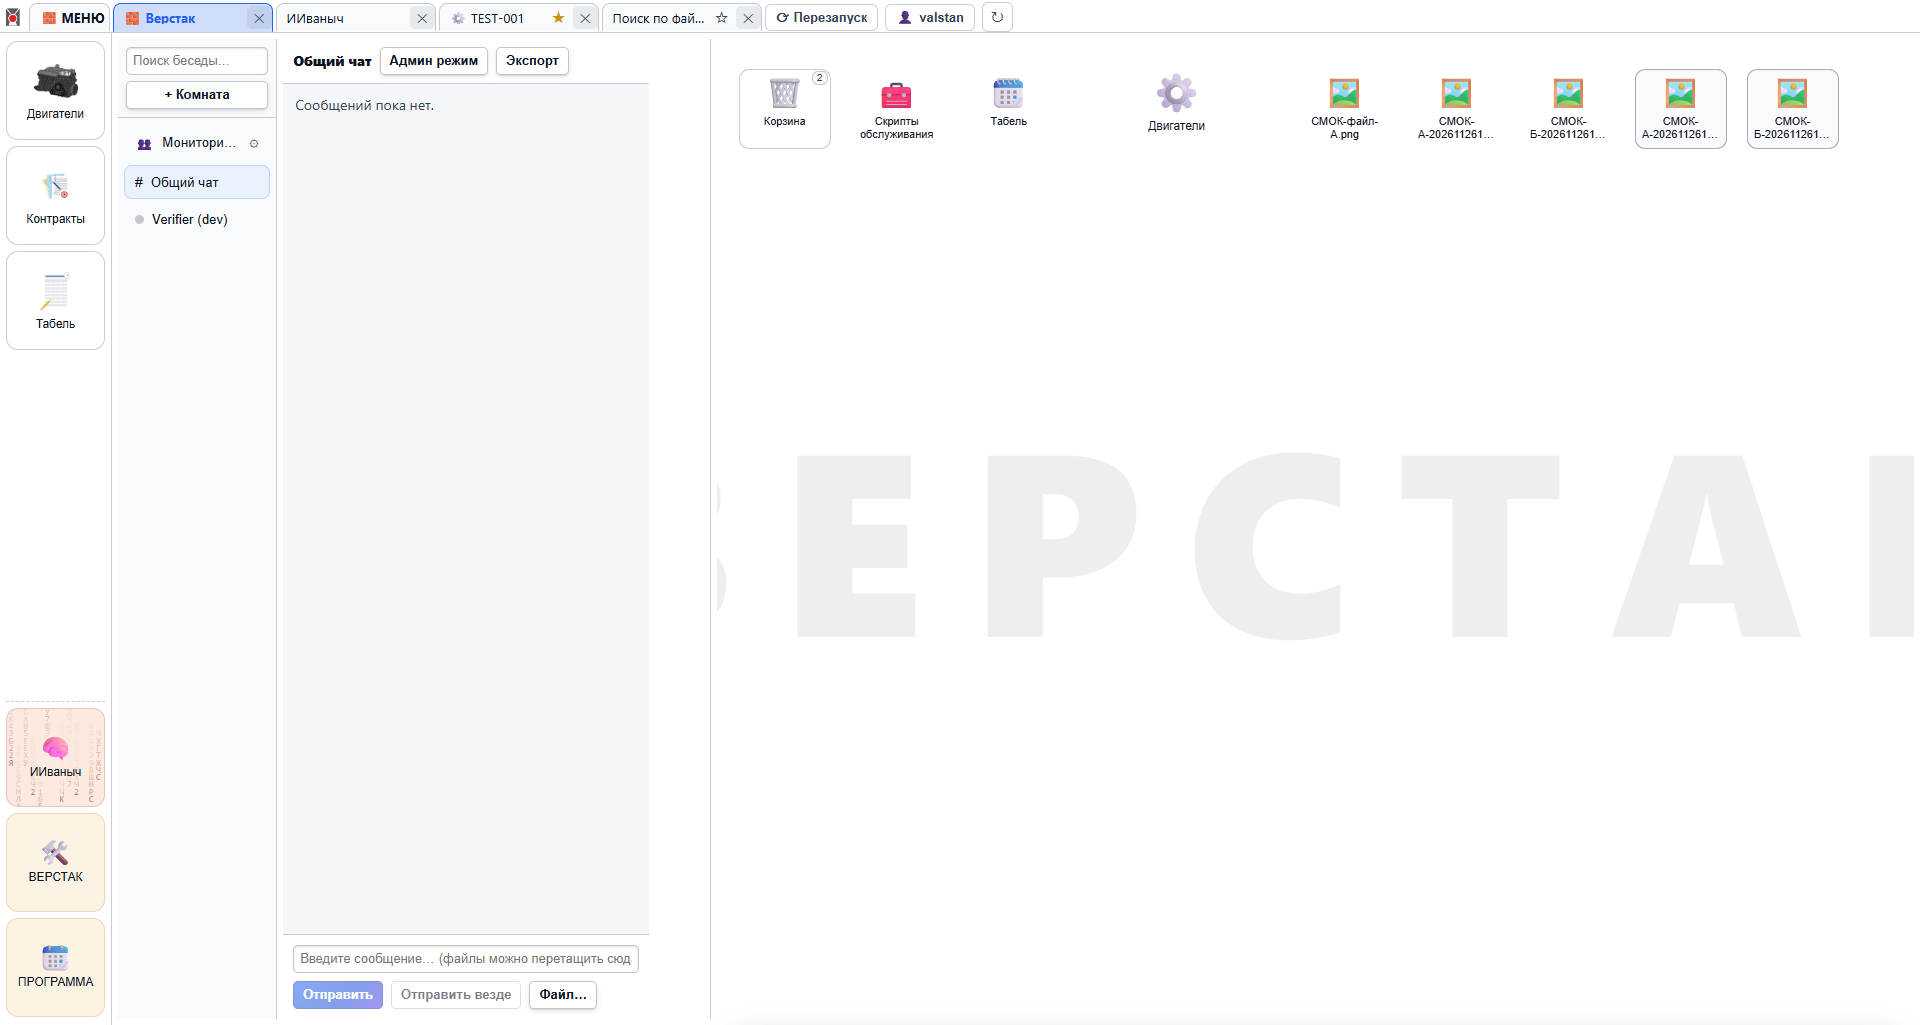 МЕНЮ
Верстак
ИИваныч
TEST-001
Поиск по фай...
Перезапуск
valstan
Двигатели
Контракты
Табель
ИИваныч
ВЕРСТАК
ПРОГРАММА
Поиск беседы...
+ Комната
Монитори...
# Общий чат
Verifier (dev)
Общий чат
Админ режим
Экспорт
Сообщений пока нет.
Введите сообщение... (файлы можно перетащить сюд
Отправить
Отправить везде
Файл...
2
Корзина
Скрипты
обслуживания
Табель
Двигатели
СМОК-файл-
А.png
СМОК-
А-202611261...
СМОК-
Б-202611261...
СМОК-
А-202611261...
СМОК-
Б-202611261...
ЕРСТА